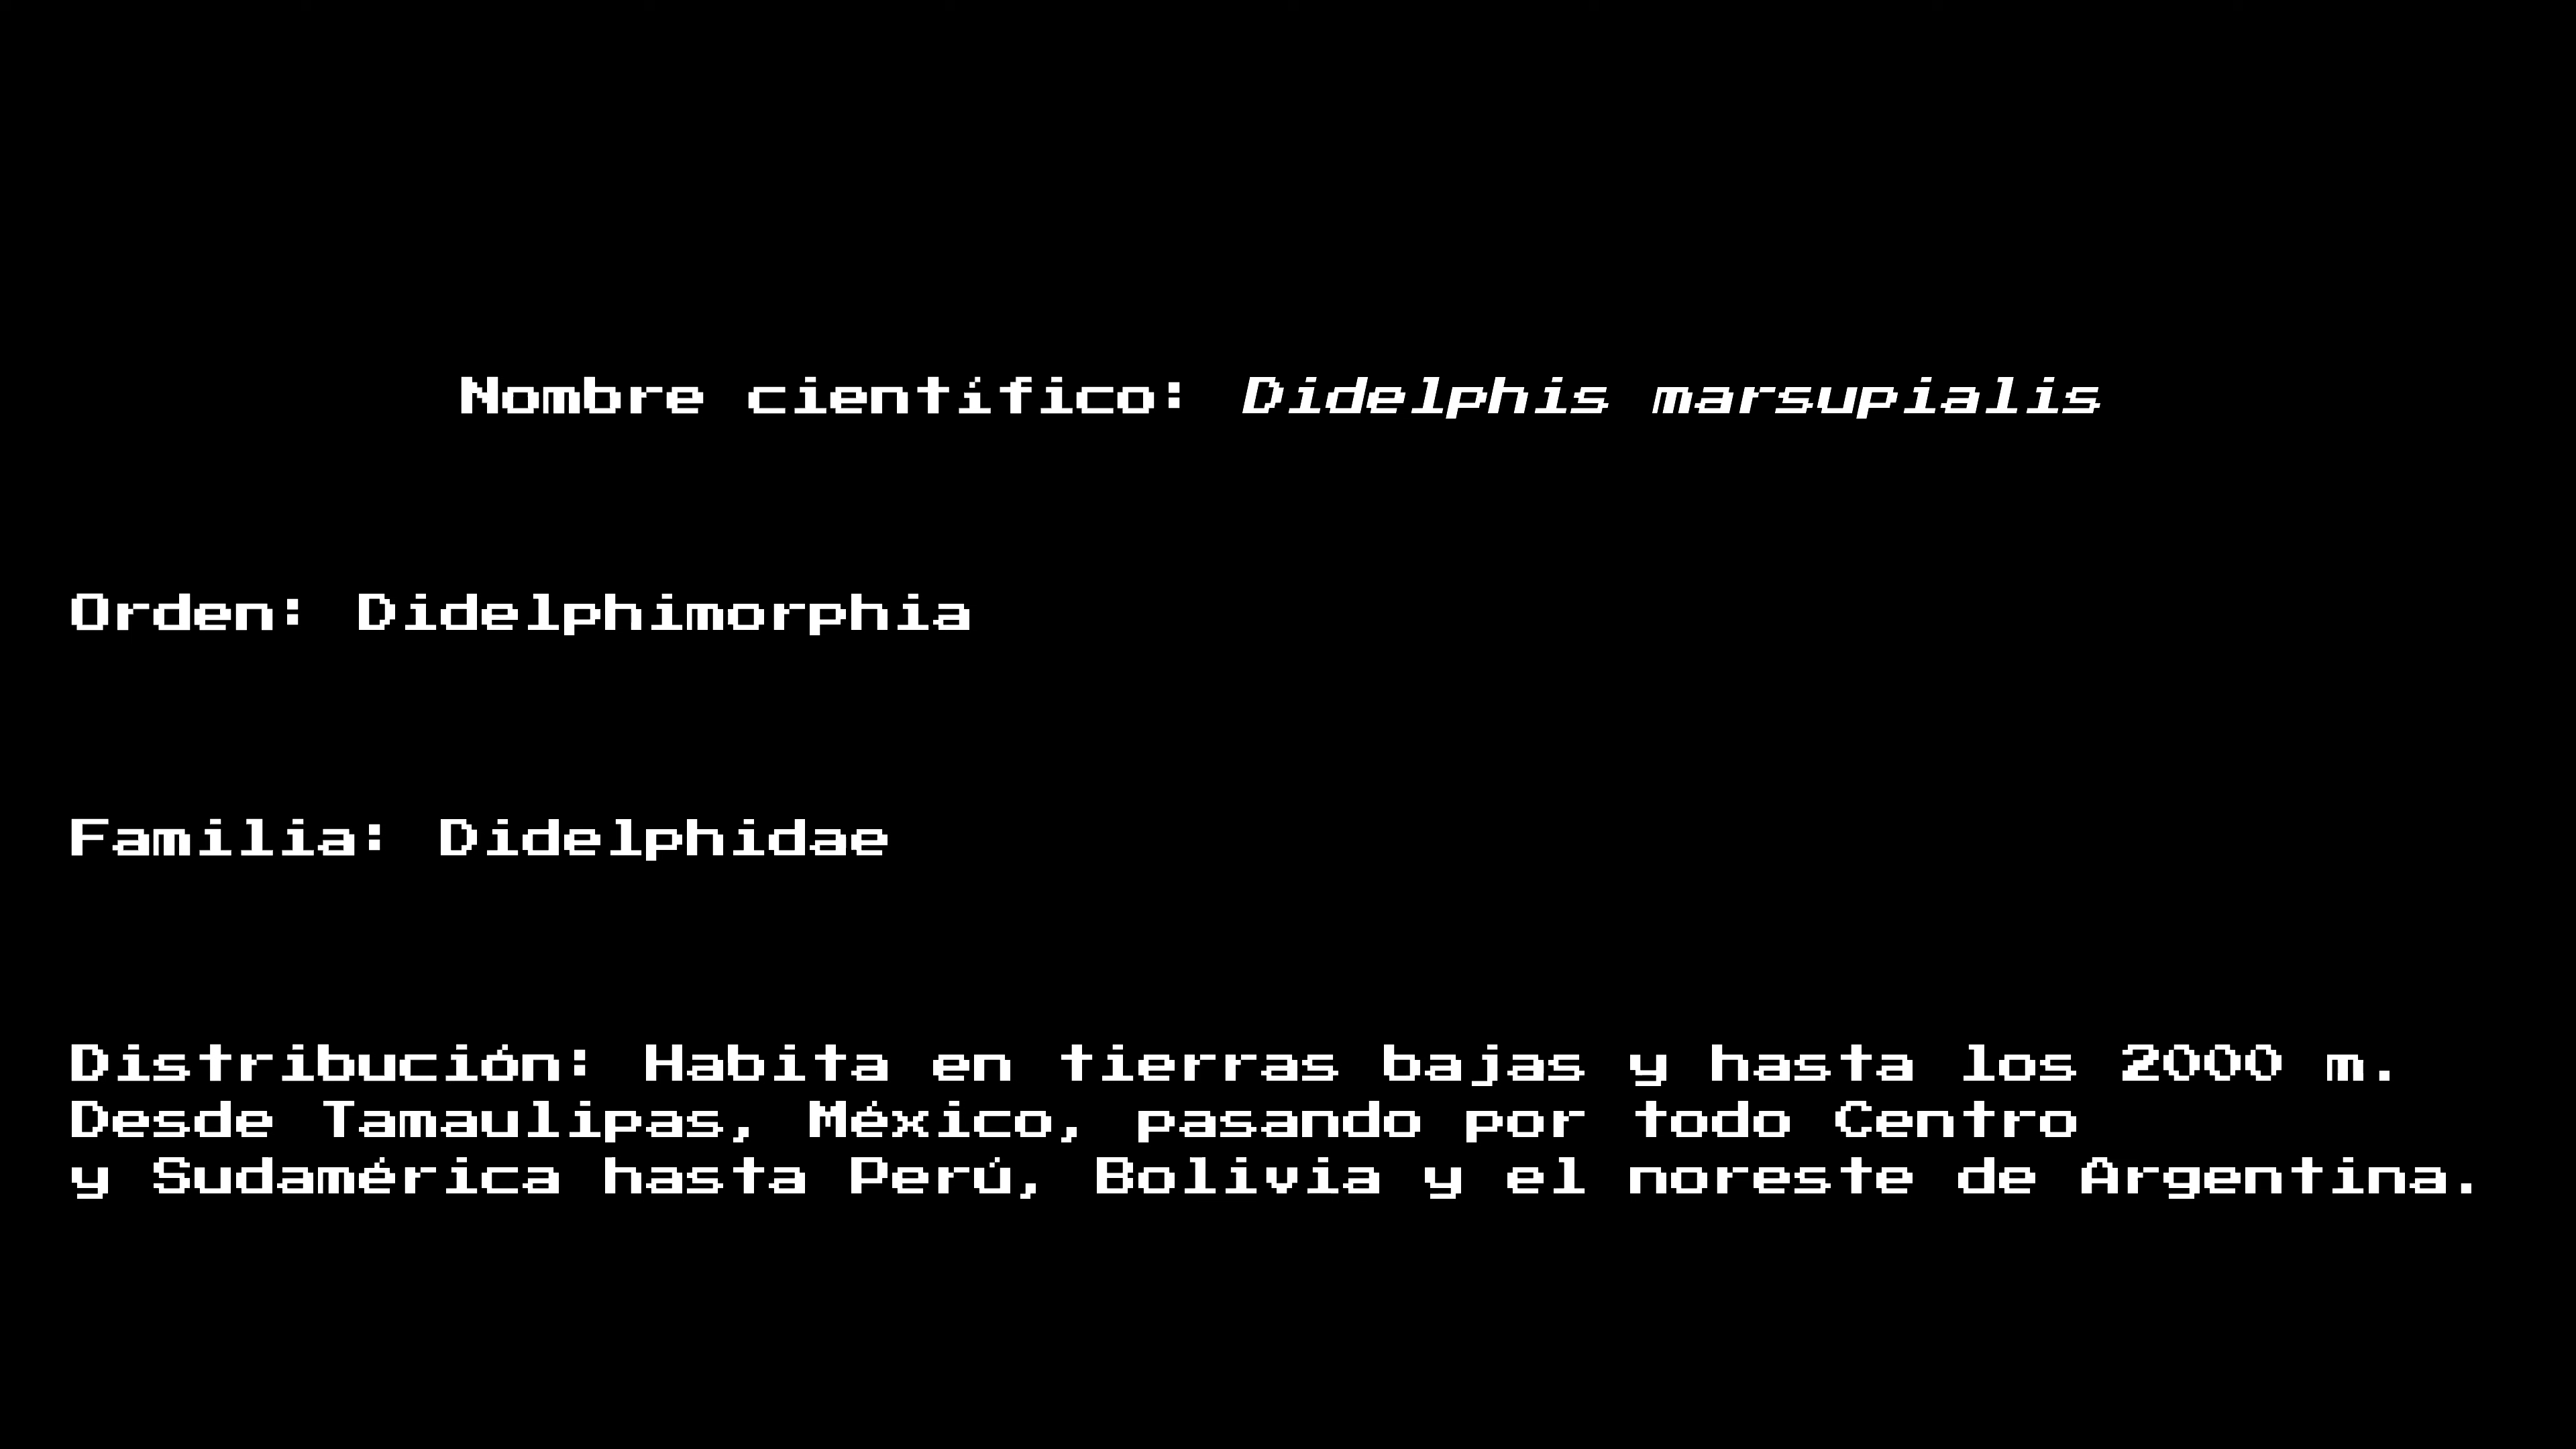 Nombre científico: Didelphis marsupialis
Orden: Didelphimorphia
Familia: Didelphidae
Distribución: Habita en tierras bajas y hasta los 2000 m.
Desde Tamaulipas, México, pasando por todo Centro
y Sudamérica hasta Perú, Bolivia y el noreste de Argentina.